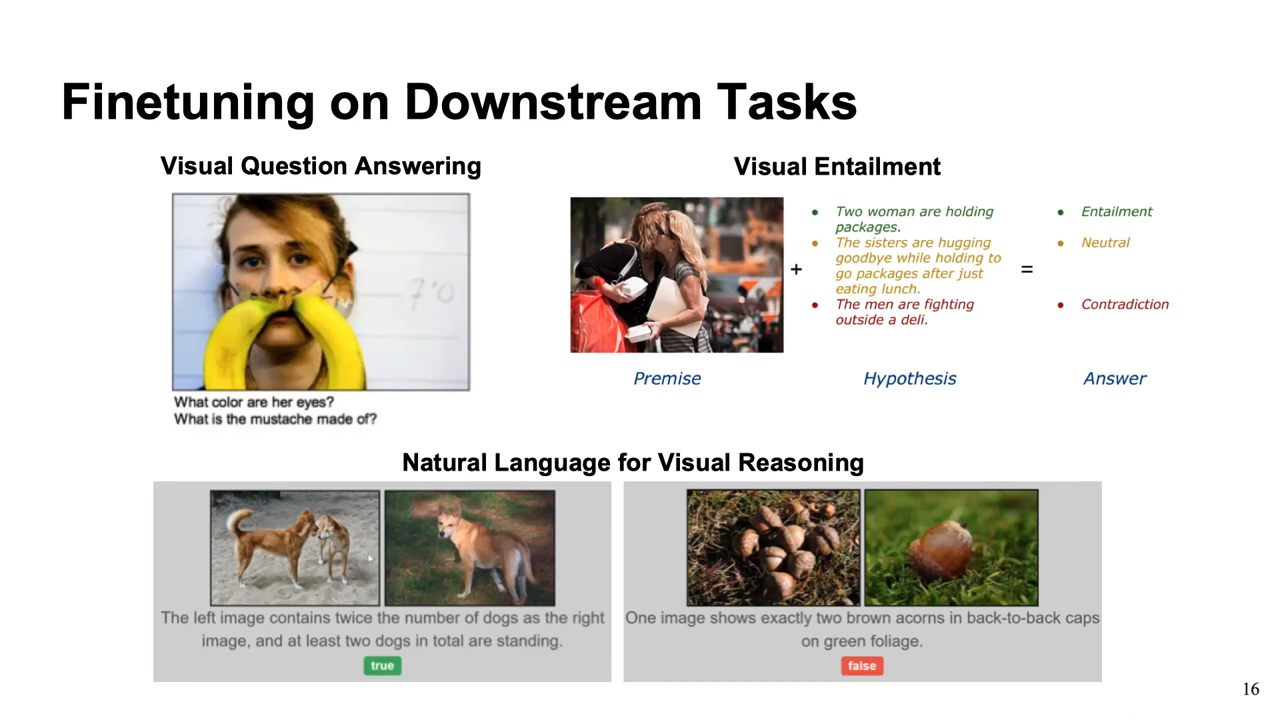 Finetuning on Downstream Tasks
Visual Question Answering
What color are her eyes?
What is the mustache made of?
Visual Entailment
+
• Two woman are holding
packages.
• The sisters are hugging
goodbye while holding to
go packages after just
eating lunch.
• The men are fighting
outside a deli.
=
• Entailment
• Neutral
• Contradiction
Premise
Hypothesis
Answer
Natural Language for Visual Reasoning
The left image contains twice the number of dogs as the right
image, and at least two dogs in total are standing.
true
One image shows exactly two brown acorns in back-to-back caps
on green foliage.
false
16